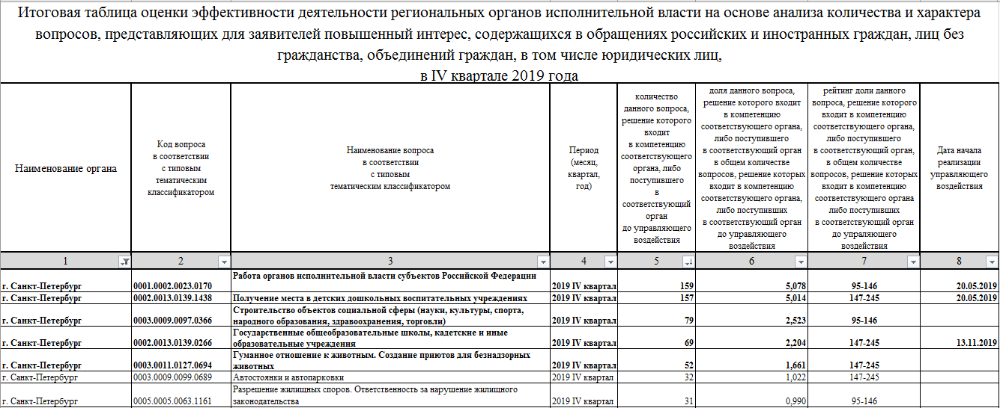 Итоговая таблица оценки эффективности деятельности региональных органов исполнительной власти на основе анализа количества и характера
вопросов, представляющих для заявителей повышенный интерес, содержащихся в обращениях российских и иностранных граждан, лиц без
гражданства, объединений граждан, в том числе юридических лиц,
в IV квартале 2019 года
Наименование органа
Код вопроса
в соответствии
с типовым
тематическим
классификатором
Наименование вопроса
в соответствии
с типовым
тематическим классификатором
Период
(месяц,
квартал,
год)
количество
данного вопроса,
решение которого
входит
в компетенцию
соответствующего
органа, либо
поступившего
в
соответствующий
орган
до управляющего
воздействия
доля данного вопроса,
решение которого входит
в компетенцию
соответствующего органа,
либо поступившего
в соответствующий орган
в общем количестве
вопросов, решение которых
входит в компетенцию
соответствующего органа,
либо поступивших
в соответствующий орган
до управляющего
воздействия
рейтинг доли данного
вопроса, решение которого
входит в компетенцию
соответствующего органа,
либо поступившего
в соответствующий орган,
в общем количестве
вопросов, решение которых
входит в компетенцию
соответствующего органа
либо поступивших
в соответствующий орган
до упраляющего
воздействия
Дата начала
реализации
управляющего
воздействия
1 2 3 4 5 6 7 8
г. Санкт-Петербург 0001.0002.0023.0170 Работа органов исполнительной власти субъектов Российской Федерации 2019 IV квартал 159 5,078 95-146 20.05.2019
г. Санкт-Петербург 0002.0013.0139.1438 Получение места в детских дошкольных воспитательных учреждениях 2019 IV квартал 157 5,014 147-245 20.05.2019
Строительство объектов социальной сферы (науки, культуры, спорта,
г. Санкт-Петербург 0003.0009.0097.0366 народного образования, здравоохранения, торговли) 2019 IV квартал 79 2,523 95-146
Государственные общеобразовательные школы, кадетские и иные
г. Санкт-Петербург 0002.0013.0139.0266 образовательные учреждения 2019 IV квартал 69 2,204 147-245 13.11.2019
Гуманное отношение к животным. Создание приютов для безнадзорных
г. Санкт-Петербург 0003.0011.0127.0694 животных 2019 IV квартал 52 1,661 147-245
г. Санкт-Петербург 0003.0009.0099.0689 Автостоянки и автопарковки 2019 IV квартал 32 1,022 147-245
Разрешение жилищных споров. Ответственность за нарушение жилищного
г. Санкт-Петербург 0005.0005.0063.1161 законодательства 2019 IV квартал 31 0,990 95-146